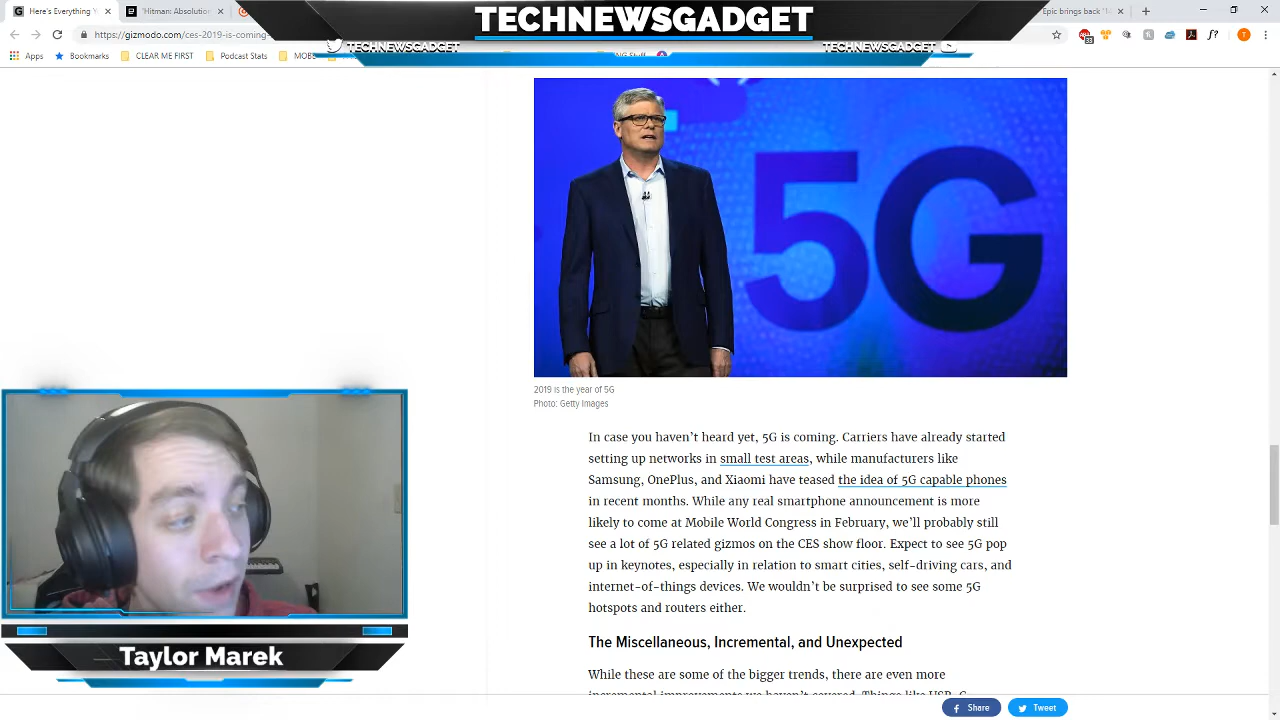 Here's Everything Y
'Hitman: Absolution
TECHNEWSGADGET
Epic brings back
https://gizmodo.com/ces-2019-is-coming
TECHNEWSGADGET
TECHNEWSGADGET
Apps
Bookmarks
CLEAR ME FIRST
Podcast Stats
MOBS
5G
2019 is the year of 5G
Photo: Getty Images
In case you haven't heard yet, 5G is coming. Carriers have already started
setting up networks in small test areas, while manufacturers like
Samsung, OnePlus, and Xiaomi have teased the idea of 5G capable phones
in recent months. While any real smartphone announcement is more
likely to come at Mobile World Congress in February, we'll probably still
see a lot of 5G related gizmos on the CES show floor. Expect to see 5G pop
up in keynotes, especially in relation to smart cities, self-driving cars, and
internet-of-things devices. We wouldn't be surprised to see some 5G
hotspots and routers either.
The Miscellaneous, Incremental, and Unexpected
While these are some of the bigger trends, there are even more
Taylor Marek
Share
Tweet